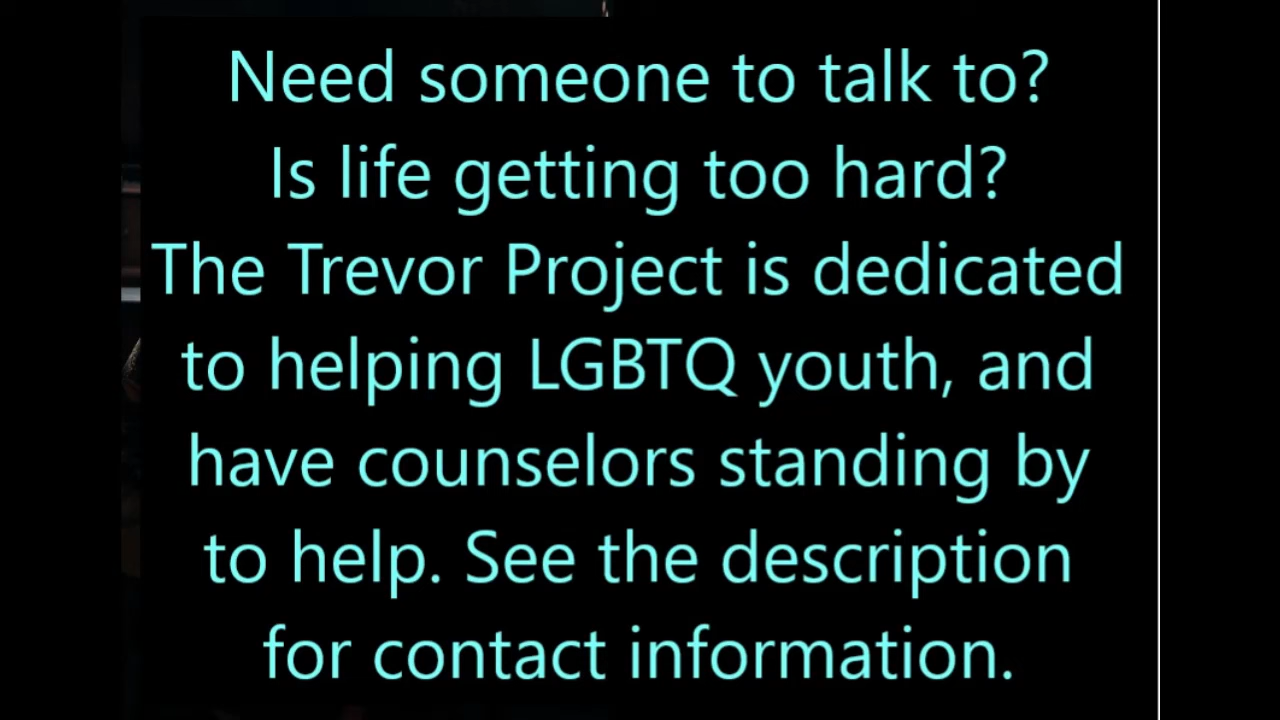 Need someone to talk to?
Is life getting too hard?
The Trevor Project is dedicated
to helping LGBTQ youth, and
have counselors standing by
to help. See the description
for contact information.